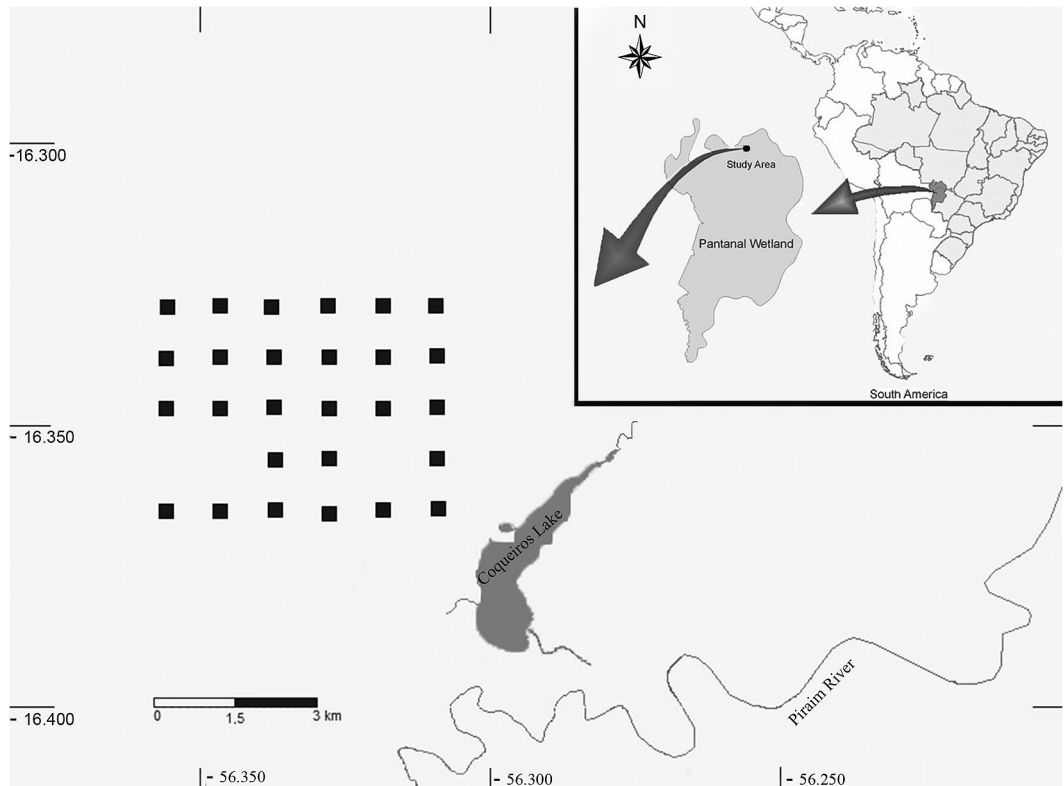 N
Study Area
Pantanal Wetland
South America
-16.300
- 16.350
- 16.400
Coqueiros Lake
Piraim River
0
1.5
3 km
- 56.350
- 56.300
- 56.250